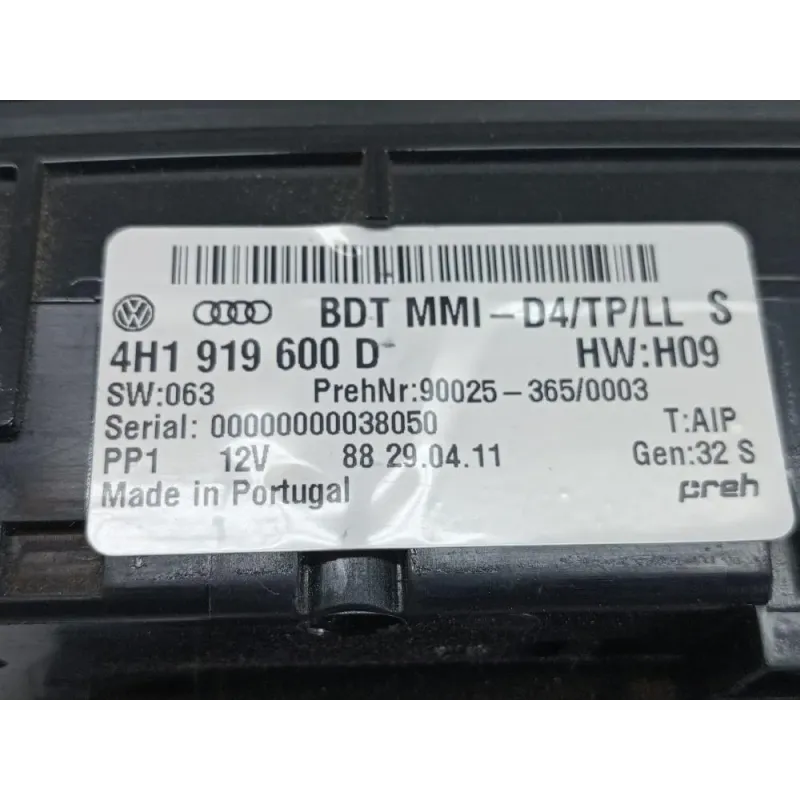 BDT MMI-D4/TP/LL S
4H1 919 600 D HW:H09
SW:063 PrehNr:90025-365/0003
Serial: 00000000038050 T:AIP
PP1 12V 88 29.04.11 Gen:32 S
Made in Portugal preh